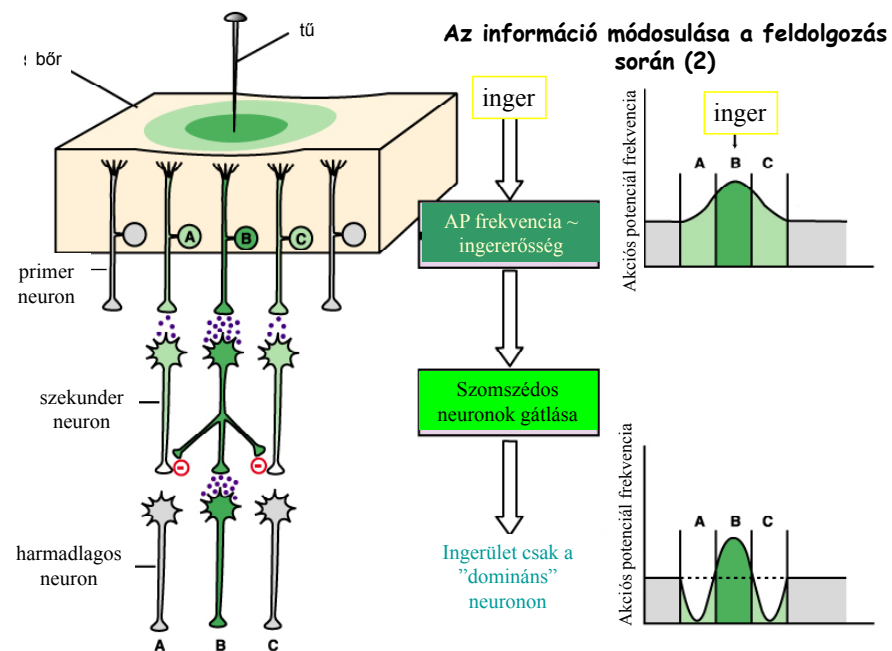 Az információ módosulása a feldolgozás
során (2)
tű
bőr
A
B
C
primer
neuron
szekunder
neuron
harmadlagos
neuron
A
B
C
inger
AP frekvencia ~
ingererősség
Szomszédos
neuronok gátlása
Ingerület csak a
”domináns”
neuronon
inger
A B C
Akciós potenciál frekvencia
A B C
Akciós potenciál frekvencia